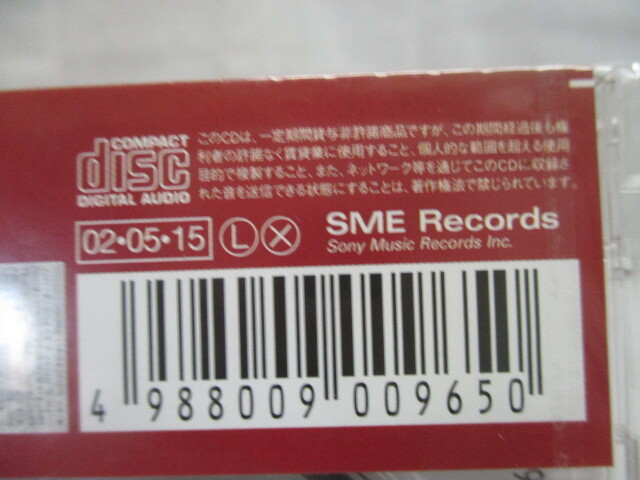 COMPACT
disc
DIGITAL AUDIO
このCDは、一定期間貸与非許諾商品ですが、この期間経過後も権
利者の許諾なく賃貸業に使用すること、個人的な範囲を超える使用
目的で複製すること、また、ネットワーク等を通じてこのCDに収録さ
れた音を送信できる状態にすることは、著作権法で禁じられています。
02・05・15 L X
SME Records
Sony Music Records Inc.
4 988009 009650